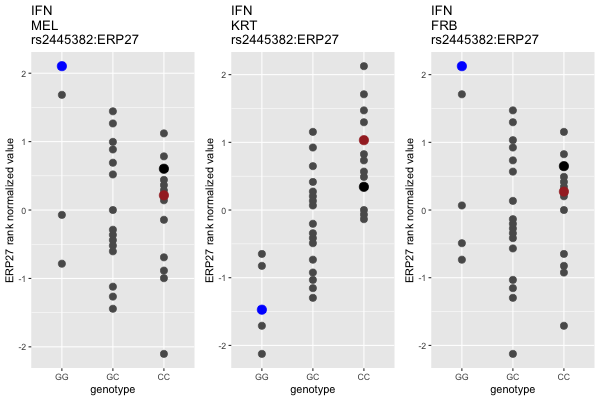 IFN
MEL
rs2445382:ERP27
ERP27 rank normalized value
2
1
0
-1
-2
GG
GC
CC
genotype
IFN
KRT
rs2445382:ERP27
ERP27 rank normalized value
2
1
0
-1
-2
GG
GC
CC
genotype
IFN
FRB
rs2445382:ERP27
ERP27 rank normalized value
2
1
0
-1
-2
GG
GC
CC
genotype